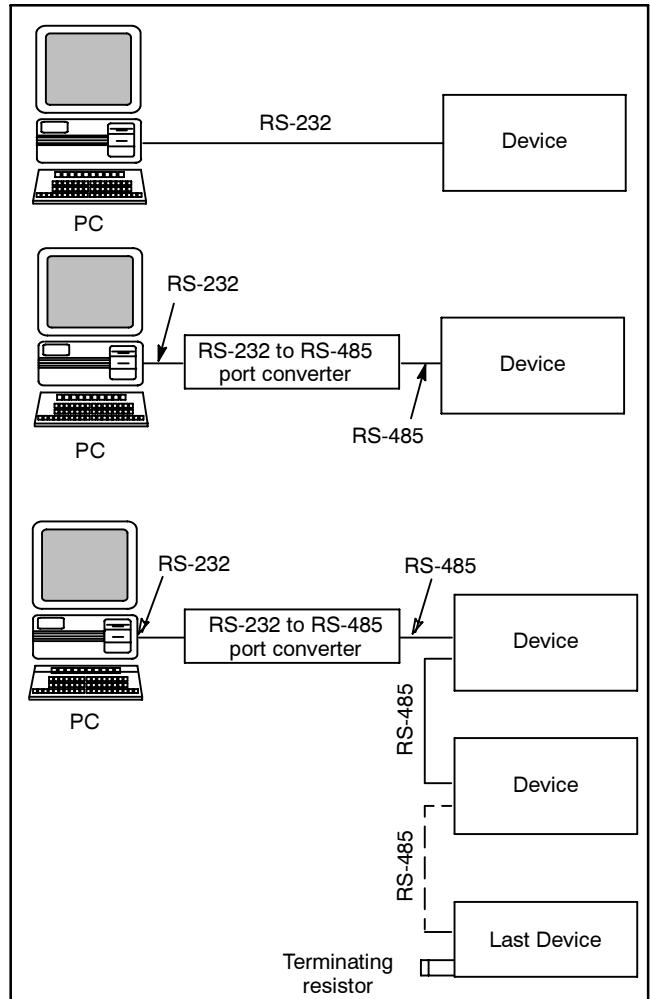 RS-232
Device
PC
RS-232
RS-232 to RS-485
port converter
Device
RS-485
PC
RS-232
RS-485
RS-232 to RS-485
port converter
Device
PC
RS-485
Device
RS-485
Last Device
Terminating
resistor